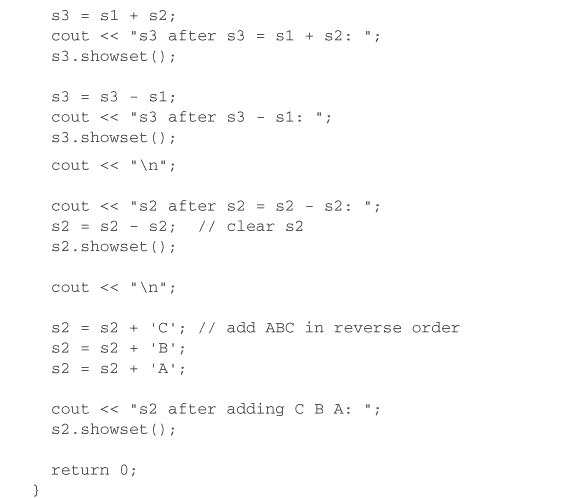 s3 = s1 + s2;
cout << "s3 after s3 = s1 + s2: ";
s3.showset();

s3 = s3 - s1;
cout << "s3 after s3 - s1: ";
s3.showset();
cout << "\n";

cout << "s2 after s2 = s2 - s2: ";
s2 = s2 - s2;  // clear s2
s2.showset();

cout << "\n";

s2 = s2 + 'C'; // add ABC in reverse order
s2 = s2 + 'B';
s2 = s2 + 'A';

cout << "s2 after adding C B A: ";
s2.showset();

return 0;
}